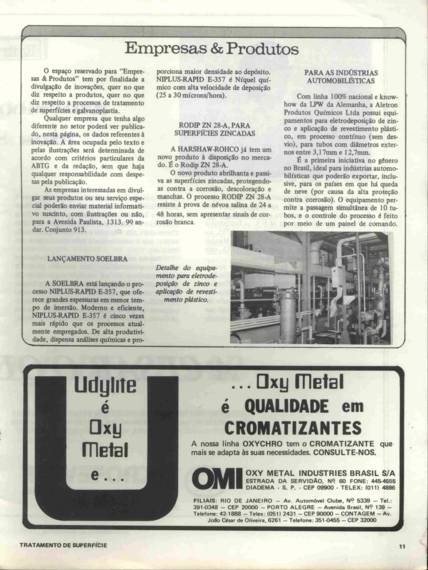 Empresas & Produtos
O espaço reservado para "Empre-
sas & Produtos" tem por finalidade a
divulgação de inovações, quer no que
diz respeito a produtos, quer no que
diz respeito a processos de tratamento
de superfícies e galvanoplastia.
Qualquer empresa que tenha algo
diferente no setor poderá ver publica-
do, nesta página, os dados referentes à
inovação. A área ocupada pelo texto e
pelas ilustrações será determinada de
acordo com critérios particulares da
ABTG e da redação, sem que haja
qualquer responsabilidade com despe-
sas pela publicação.
As empresas interessadas em divul-
gar seus produtos ou seu serviço espe-
cial poderão enviar material informati-
vo suscinto, com ilustrações ou não,
para a Avenida Paulista, 1313, 9º an-
dar. Conjunto 913.
LANÇAMENTO SOELBRA
A SOELBRA está lançando o pro-
cesso NIPLUS-RAPID E-357, que ofe-
rece grandes espessuras em menor tem-
po de imersão. Moderno e eficiente,
NIPLUS-RAPID E-357 é cinco vezes
mais rápido que os processos atual-
mente empregados. De alta produtivi-
dade, dispensa análises químicas e pro-
porciona maior densidade ao depósito.
NIPLUS-RAPID E-357 é Níquel quí-
mico com alta velocidade de deposição
(25 a 30 mícrons/hora).
RODIP ZN 28-A, PARA
SUPERFÍCIES ZINCADAS
A HARSHAW-ROHCO já tem um
novo produto à disposição no merca-
do. É o Rodip ZN 28-A.
O novo produto abrilhanta e passi-
va as superfícies zincadas, protegendo-
as contra a corrosão, descoloração e
manchas. O processo RODIP ZN 28-A
resiste à prova de névoa salina de 24 a
48 horas, sem apresentar sinais de cor-
rosão branca.
Detalhe do equipa-
mento para eletrode-
posição de zinco e
aplicação de revesti-
mento plástico.
PARA AS INDÚSTRIAS
AUTOMOBILÍSTICAS
Com linha 100% nacional e know-
how da LPW da Alemanha, a Aletron
Produtos Químicos Ltda possui equi-
pamentos para eletrodeposição de zin-
co e aplicação de revestimento plásti-
co, em processo contínuo (sem des-
vio), para tubos com diâmetros exter-
nos entre 3,17mm e 12,7mm.
É a primeira iniciativa no gênero
no Brasil, ideal para indústrias automo-
bilísticas que poderão exportar, inclu-
sive, para os países em que há queda
de neve (por causa da alta proteção
contra corrosão). O equipamento per-
mite a passagem simultânea de 10 tu-
bos, e o controle do processo é feito
por meio de um painel de comando.
Udylite
é
Oxy
Metal
e...
...Oxy Metal
é QUALIDADE em
CROMATIZANTES
A nossa linha OXYCHRO tem o CROMATIZANTE que
mais se adapta às suas necessidades. CONSULTE-NOS.
OMI OXY METAL INDUSTRIES BRASIL S/A
ESTRADA DA SERVIDÃO, Nº 60 FONE: 445-4655
DIADEMA - S. P. - CEP 09900 - TELEX: (011) 4886
FILIAIS: RIO DE JANEIRO — Av. Automóvel Clube, Nº 5339 — Tel.:
391-0348 — CEP 20000 — PORTO ALEGRE — Avenida Brasil, Nº 139 —
Telefone: 42-1888 — Telex: (051) 2431 — CEP 90000 — CONTAGEM — Av.
João César de Oliveira, 6261 — Telefone: 351-0455 — CEP 32000
TRATAMENTO DE SUPERFÍCIE
11